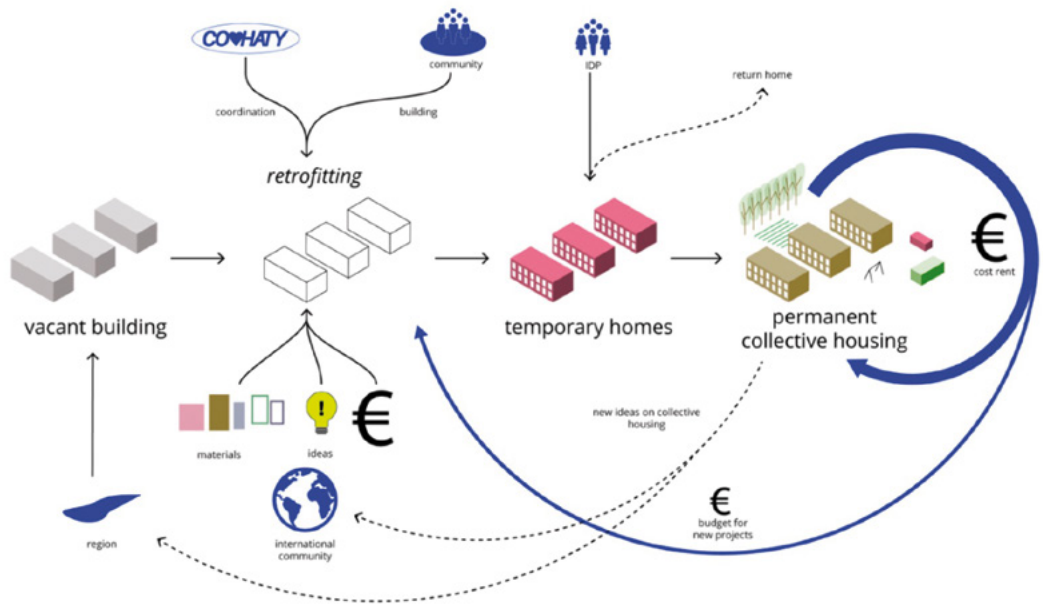 CO♥HATY
community
IDP
return home
coordination
building
retrofitting
€
cost rent
vacant building
temporary homes
permanent
collective housing
!
€
new ideas on collective
housing
materials
ideas
€
budget for
new projects
region
international
community